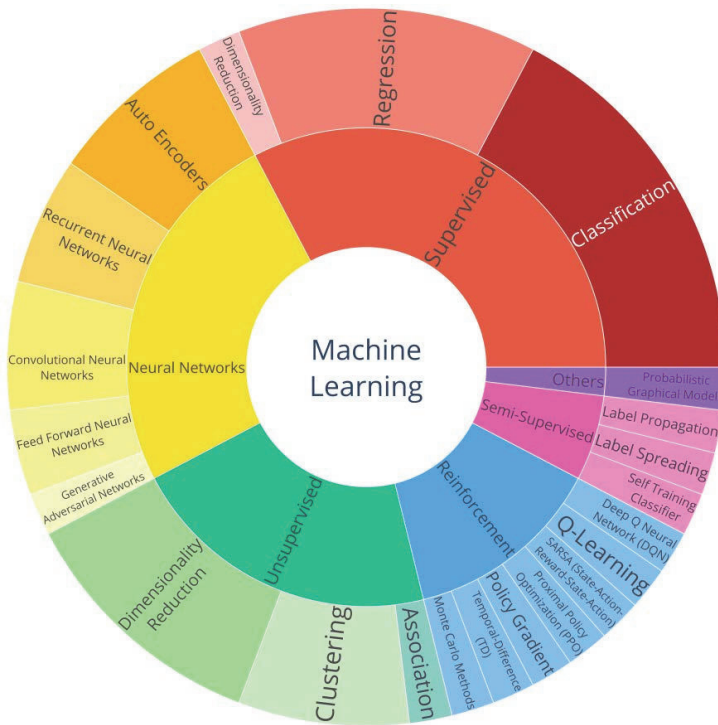 Machine
Learning
Supervised
Classification
Regression
Dimensionality
Reduction
Neural Networks
Auto Encoders
Recurrent Neural
Networks
Convolutional Neural
Networks
Feed Forward Neural
Networks
Generative
Adversarial Networks
Unsupervised
Dimensionality
Reduction
Clustering
Association
Reinforcement
Monte Carlo Methods
Temporal-Difference
(TD)
Policy Gradient
Proximal Policy
Optimization (PPO)
SARSA (State-Action-
Reward-State-Action)
Q-Learning
Deep Q Neural
Network (DQN)
Semi-Supervised
Self Training
Classifier
Label Spreading
Label Propagation
Others
Probabilistic
Graphical Model